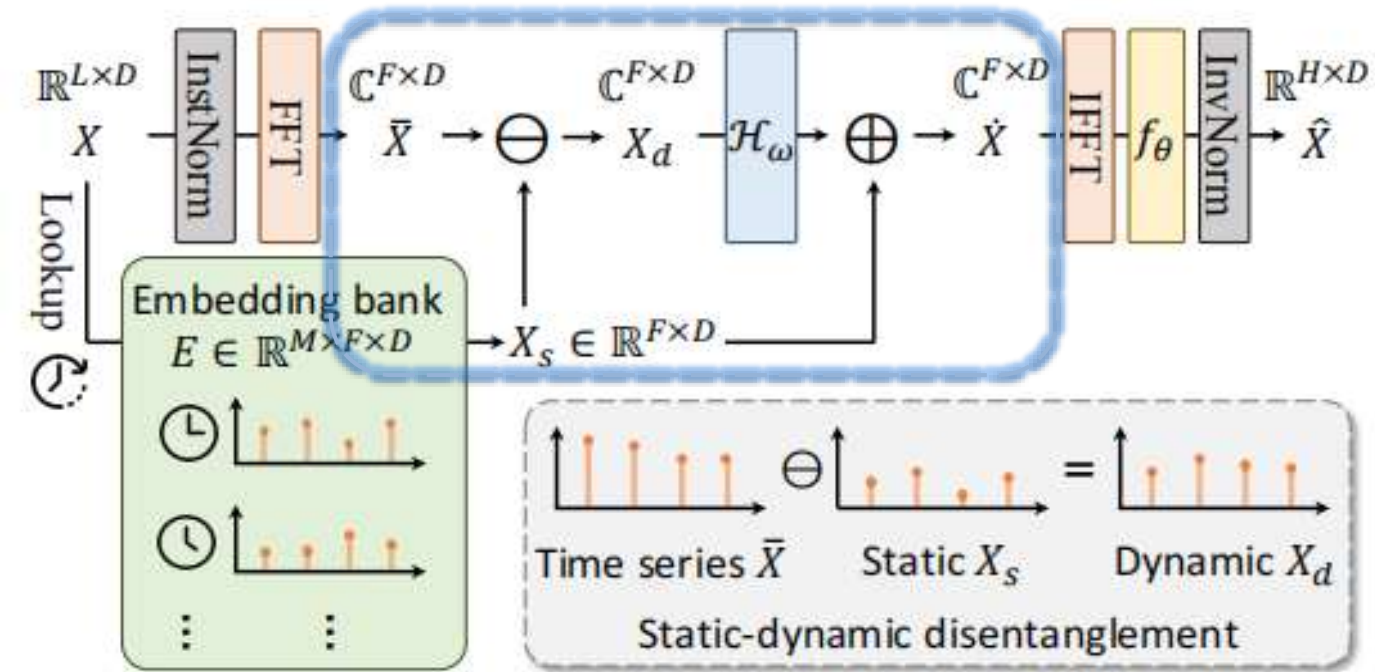 ℝ^{L×D}
X
InstNorm
FFT
ℂ^{F×D}
X̄
⊖
ℂ^{F×D}
X_d
ℋ_ω
⊕
ℂ^{F×D}
Ẋ
IFFT
f_θ
InvNorm
ℝ^{H×D}
X̂
Lookup
Embedding bank
E ∈ ℝ^{M×F×D}
⋮ ⋮
X_s ∈ ℝ^{F×D}
⊖ =
Time series X̄
Static X_s
Dynamic X_d
Static-dynamic disentanglement